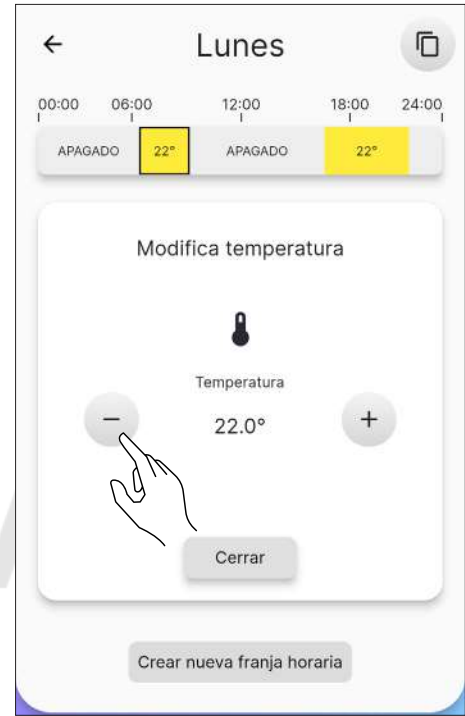 Lunes
00:00 06:00 12:00 18:00 24:00
APAGADO 22° APAGADO 22°
Modifica temperatura
Temperatura
− 22.0° +
Cerrar
Crear nueva franja horaria